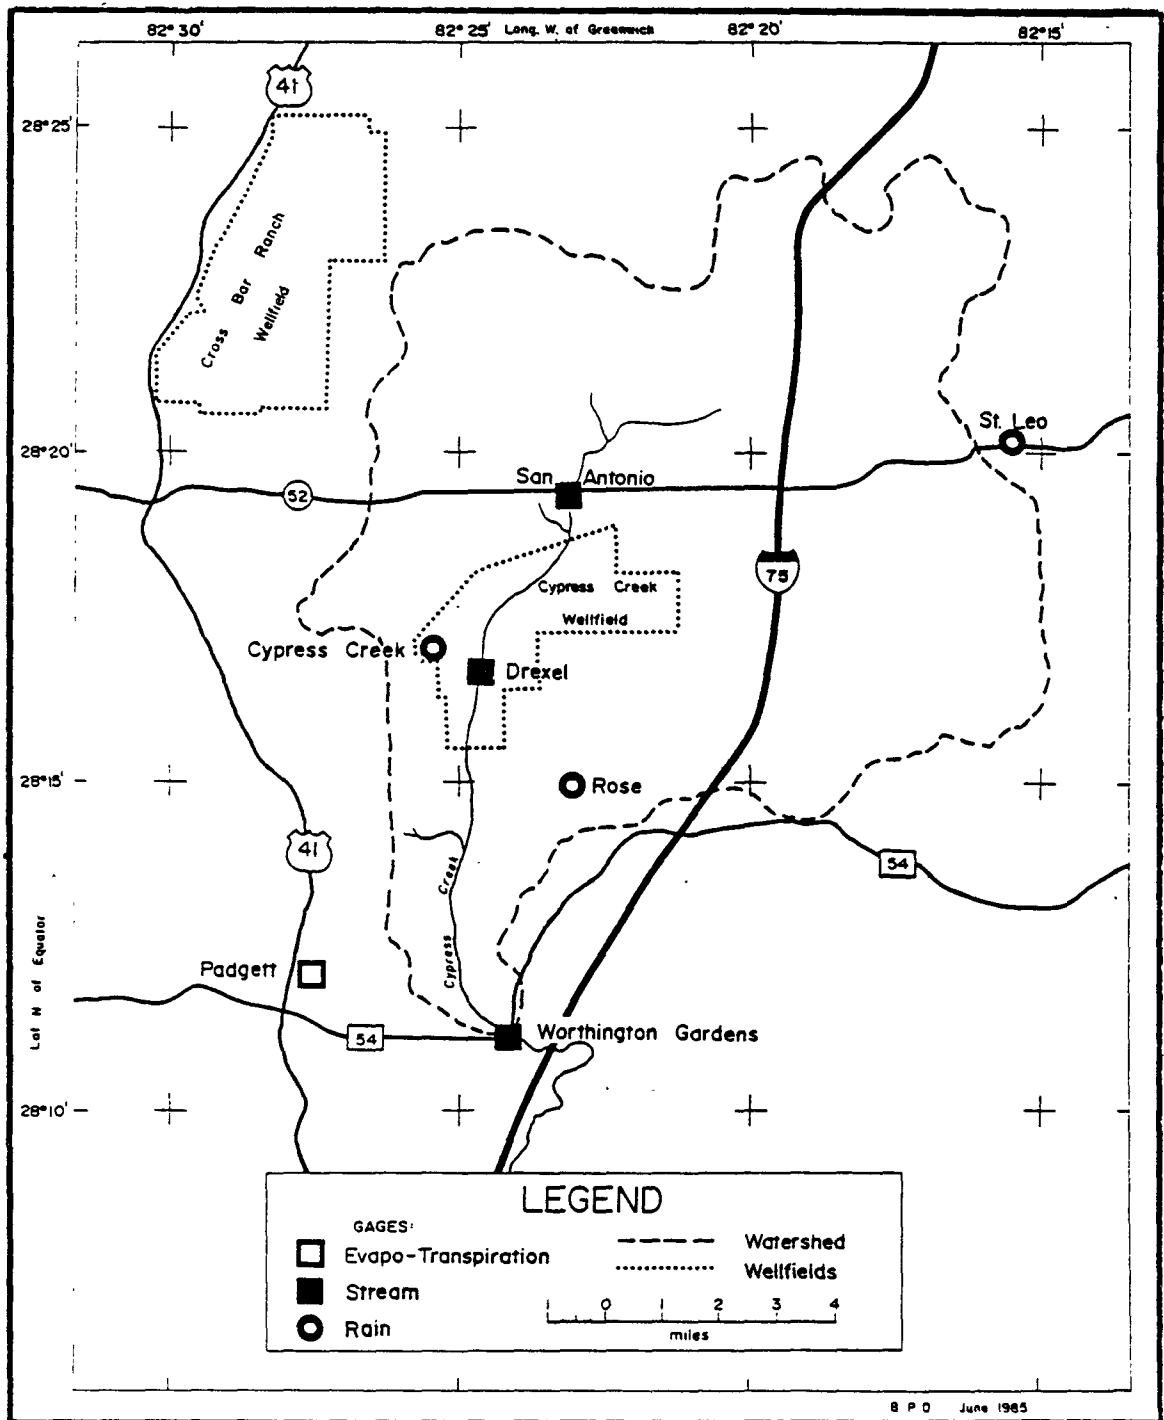 82° 30'
82° 25'
Long. W. of Greenwich
82° 20'
82° 15'
41
28° 25'
Cross Bar Ranch
Wellfield
St. Leo
28° 20'
San Antonio
52
75
Cypress Creek
Wellfield
Cypress Creek
Drexel
28° 15'
Rose
41
54
Cypress Creek
Lat N of Equator
Padgett
54
Worthington Gardens
28° 10'
LEGEND
GAGES:
Evapo-Transpiration
Watershed
Stream
Wellfields
Rain
1 0 1 2 3 4
miles
B P D June 1985